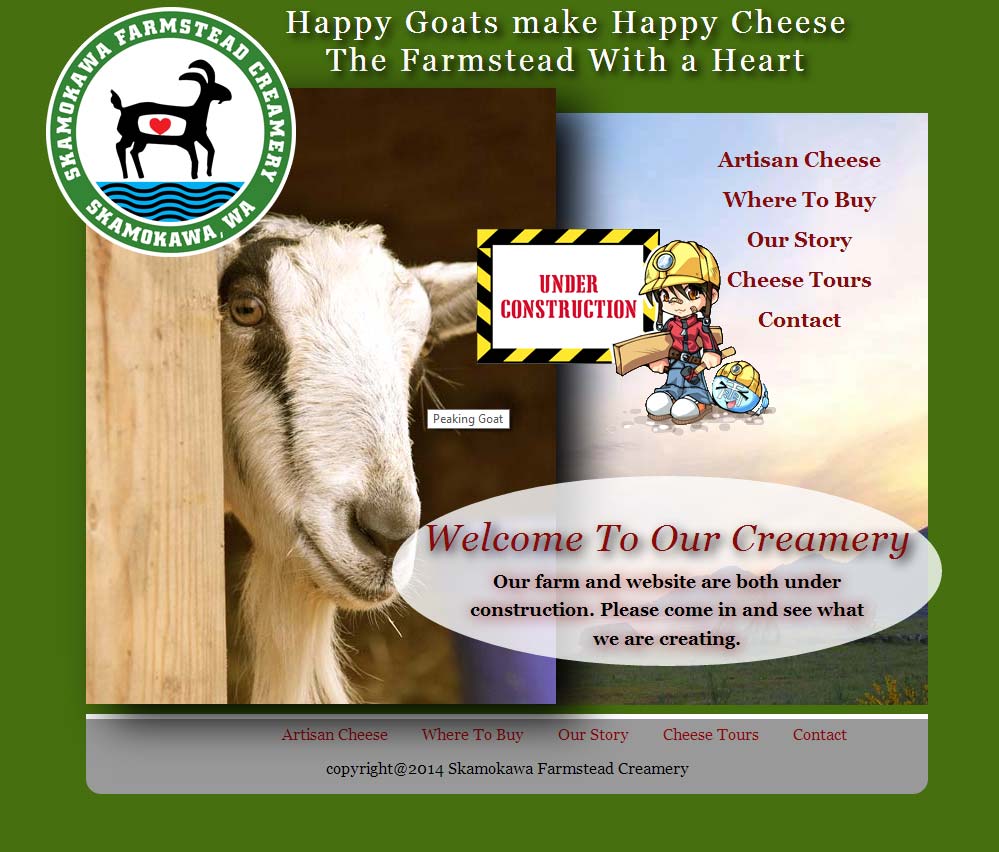 Happy Goats make Happy Cheese
The Farmstead With a Heart
SKAMOKAWA FARMSTEAD CREAMERY
SKAMOKAWA, WA
Artisan Cheese
Where To Buy
Our Story
Cheese Tours
Contact
UNDER
CONSTRUCTION
Peaking Goat
Welcome To Our Creamery
Our farm and website are both under
construction. Please come in and see what
we are creating.
Artisan Cheese Where To Buy Our Story Cheese Tours Contact
copyright@2014 Skamokawa Farmstead Creamery